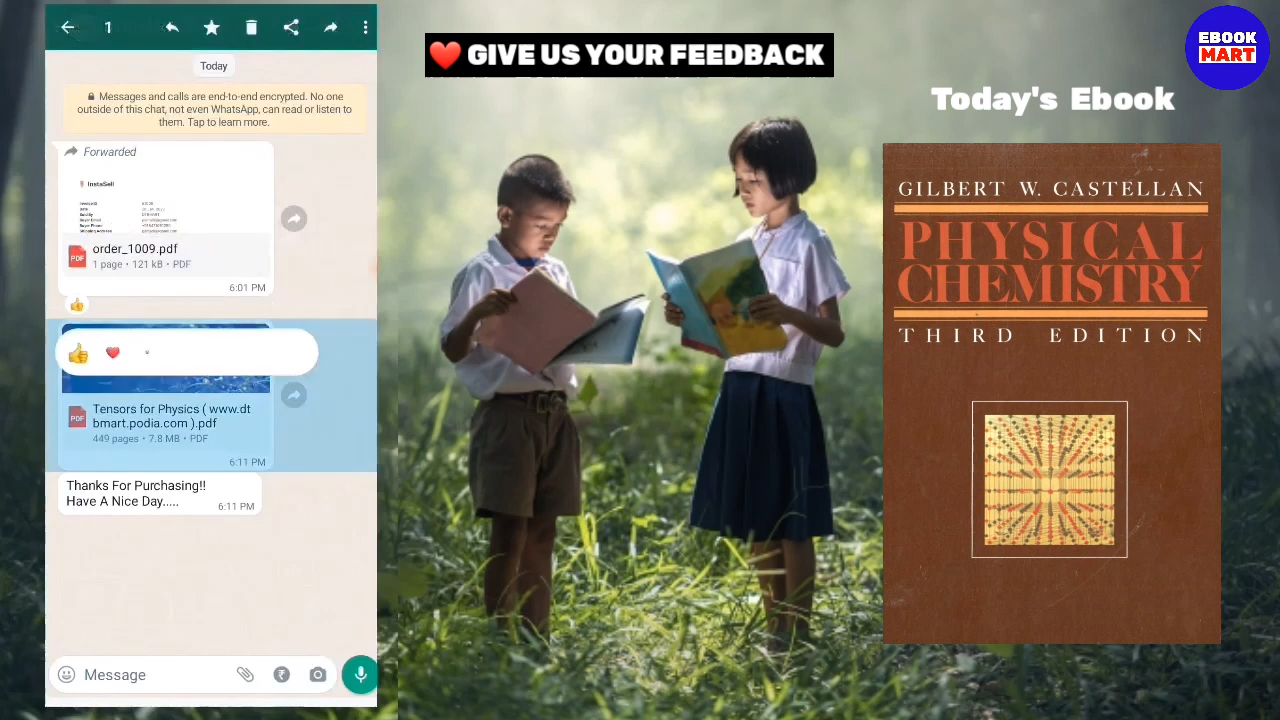 1
Today
Messages and calls are end-to-end encrypted. No one
outside of this chat, not even WhatsApp, can read or listen to
them. Tap to learn more.
Forwarded
InstaSell
order_1009.pdf
1 page • 121 kB • PDF
6:01 PM
PDF
Tensors for Physics ( www.dt
bmart.podia.com ).pdf
449 pages • 7.8 MB • PDF
PDF
6:11 PM
Thanks For Purchasing!!
Have A Nice Day.....
6:11 PM
Message
GIVE US YOUR FEEDBACK
EBOOK
MART
Today's Ebook
GILBERT W. CASTELLAN
PHYSICAL
CHEMISTRY
THIRD EDITION